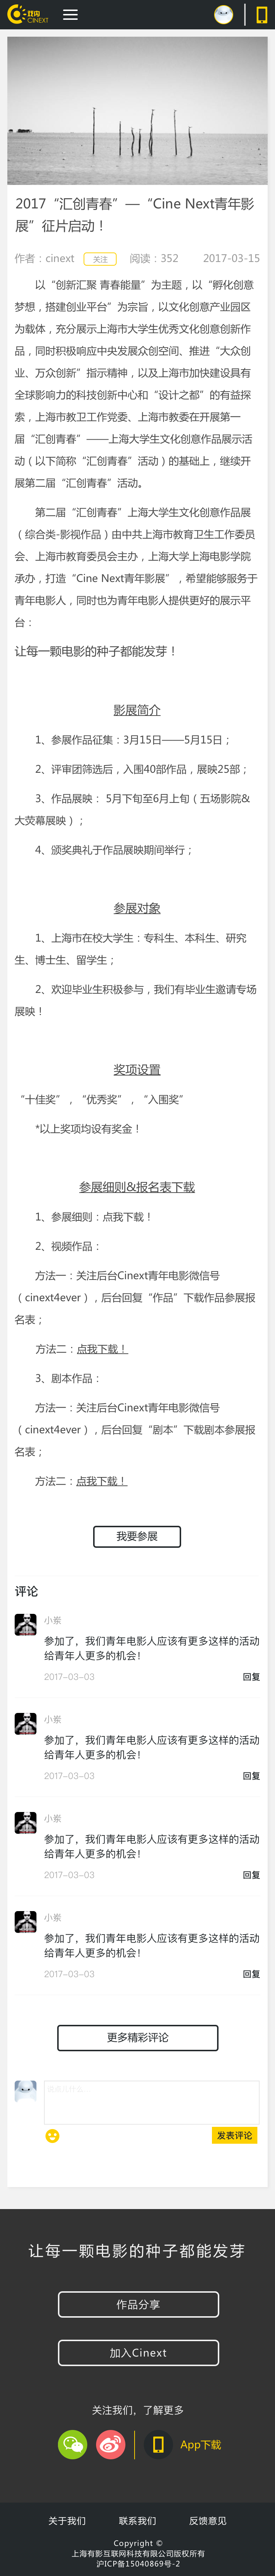 戏肉
CINEXT
2017“汇创青春”—“Cine Next青年影
展”征片启动！
作者：cinext 关注 阅读：352 2017-03-15
以“创新汇聚 青春能量”为主题，以“孵化创意
梦想，搭建创业平台”为宗旨，以文化创意产业园区
为载体，充分展示上海市大学生优秀文化创意创新作
品，同时积极响应中央发展众创空间、推进“大众创
业、万众创新”指示精神，以及上海市加快建设具有
全球影响力的科技创新中心和“设计之都”的有益探
索，上海市教卫工作党委、上海市教委在开展第一
届“汇创青春”——上海大学生文化创意作品展示活
动（以下简称“汇创青春”活动）的基础上，继续开
展第二届“汇创青春”活动。
第二届“汇创青春”上海大学生文化创意作品展
（综合类-影视作品）由中共上海市教育卫生工作委员
会、上海市教育委员会主办，上海大学上海电影学院
承办，打造“Cine Next青年影展”，希望能够服务于
青年电影人，同时也为青年电影人提供更好的展示平
台：
让每一颗电影的种子都能发芽！
影展简介
1、参展作品征集：3月15日——5月15日；
2、评审团筛选后，入围40部作品，展映25部；
3、作品展映： 5月下旬至6月上旬（五场影院&
大荧幕展映）；
4、颁奖典礼于作品展映期间举行；
参展对象
1、上海市在校大学生：专科生、本科生、研究
生、博士生、留学生；
2、欢迎毕业生积极参与，我们有毕业生邀请专场
展映！
奖项设置
“十佳奖”，“优秀奖”，“入围奖”
*以上奖项均设有奖金！
参展细则&报名表下载
1、参展细则：点我下载！
2、视频作品：
方法一：关注后台Cinext青年电影微信号
（cinext4ever），后台回复“作品”下载作品参展报
名表；
方法二：点我下载！
3、剧本作品：
方法一：关注后台Cinext青年电影微信号
（cinext4ever），后台回复“剧本”下载剧本参展报
名表；
方法二：点我下载！
我要参展
评论
小紫
参加了，我们青年电影人应该有更多这样的活动
给青年人更多的机会！
2017-03-03 回复
小紫
参加了，我们青年电影人应该有更多这样的活动
给青年人更多的机会！
2017-03-03 回复
小紫
参加了，我们青年电影人应该有更多这样的活动
给青年人更多的机会！
2017-03-03 回复
小紫
参加了，我们青年电影人应该有更多这样的活动
给青年人更多的机会！
2017-03-03 回复
更多精彩评论
发表评论
让每一颗电影的种子都能发芽
作品分享
加入Cinext
关注我们，了解更多
App下载
关于我们 联系我们 反馈意见
Copyright ©
上海有影互联网科技有限公司版权所有
沪ICP备15040869号-2